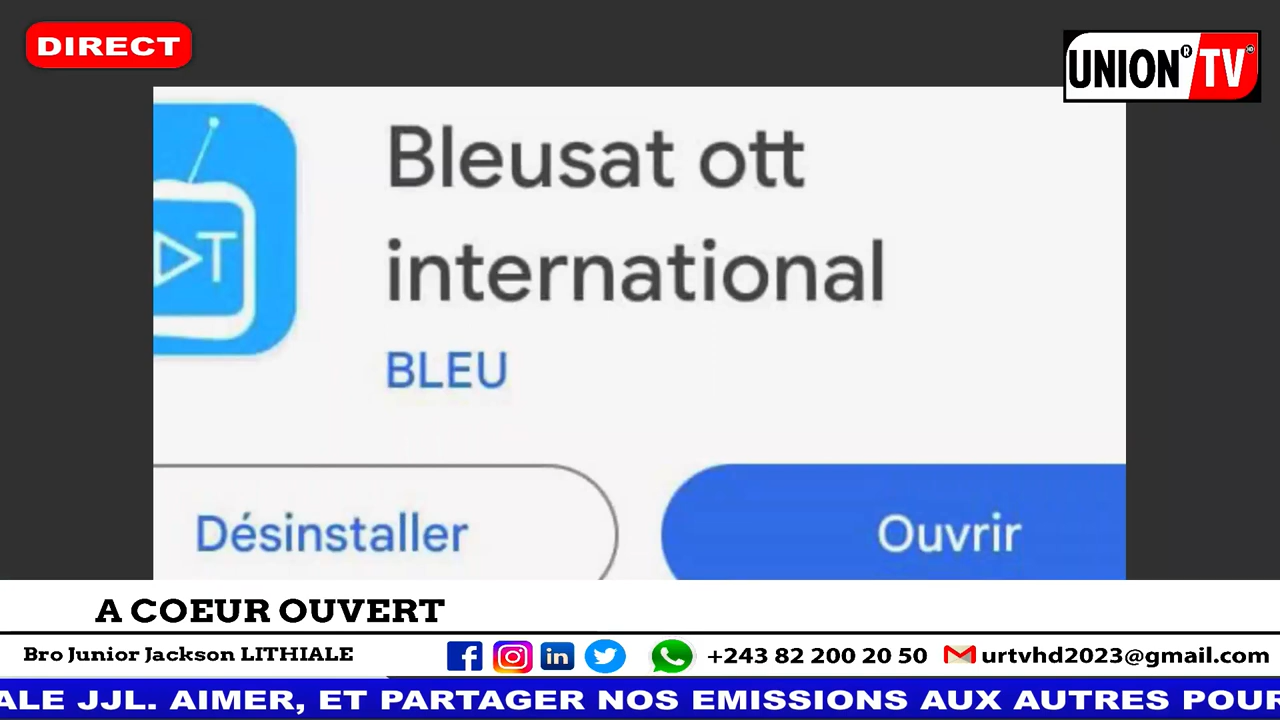 DIRECT
UNION® TV HD
Bleusat ott
international
BLEU
▷T
Désinstaller
Ouvrir
A COEUR OUVERT
Bro Junior Jackson LITHIALE
+243 82 200 20 50
urtvhd2023@gmail.com
ALE JJL. AIMER, ET PARTAGER NOS EMISSIONS AUX AUTRES POUR